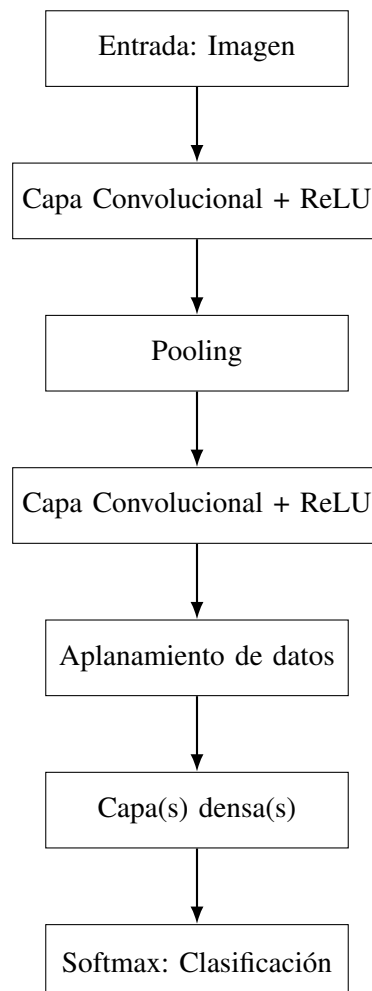 Entrada: Imagen
Capa Convolucional + ReLU
Pooling
Capa Convolucional + ReLU
Aplanamiento de datos
Capa(s) densa(s)
Softmax: Clasificación